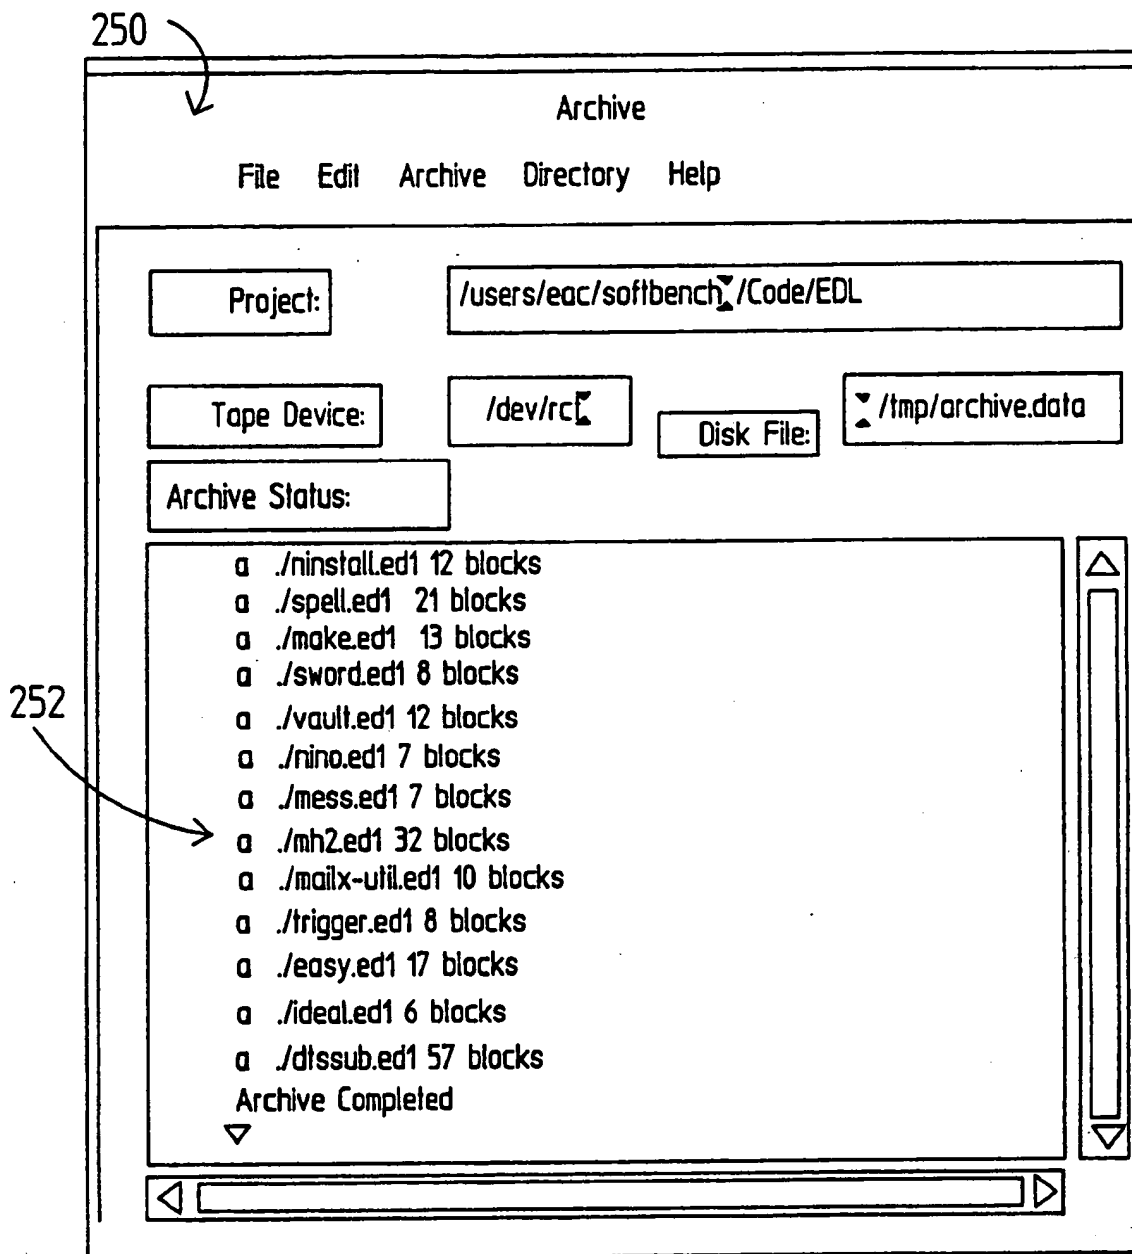 250
Archive
File Edit Archive Directory Help
Project: /users/eac/softbench /Code/EDL
Tape Device: /dev/rct Disk File: /tmp/archive.data
Archive Status:
a ./ninstall.ed1 12 blocks
a ./spell.ed1 21 blocks
a ./make.ed1 13 blocks
a ./sword.ed1 8 blocks
252
a ./vault.ed1 12 blocks
a ./nino.ed1 7 blocks
a ./mess.ed1 7 blocks
a ./mh2.ed1 32 blocks
a ./mailx-util.ed1 10 blocks
a ./trigger.ed1 8 blocks
a ./easy.ed1 17 blocks
a ./ideal.ed1 6 blocks
a ./dtssub.ed1 57 blocks
Archive Completed